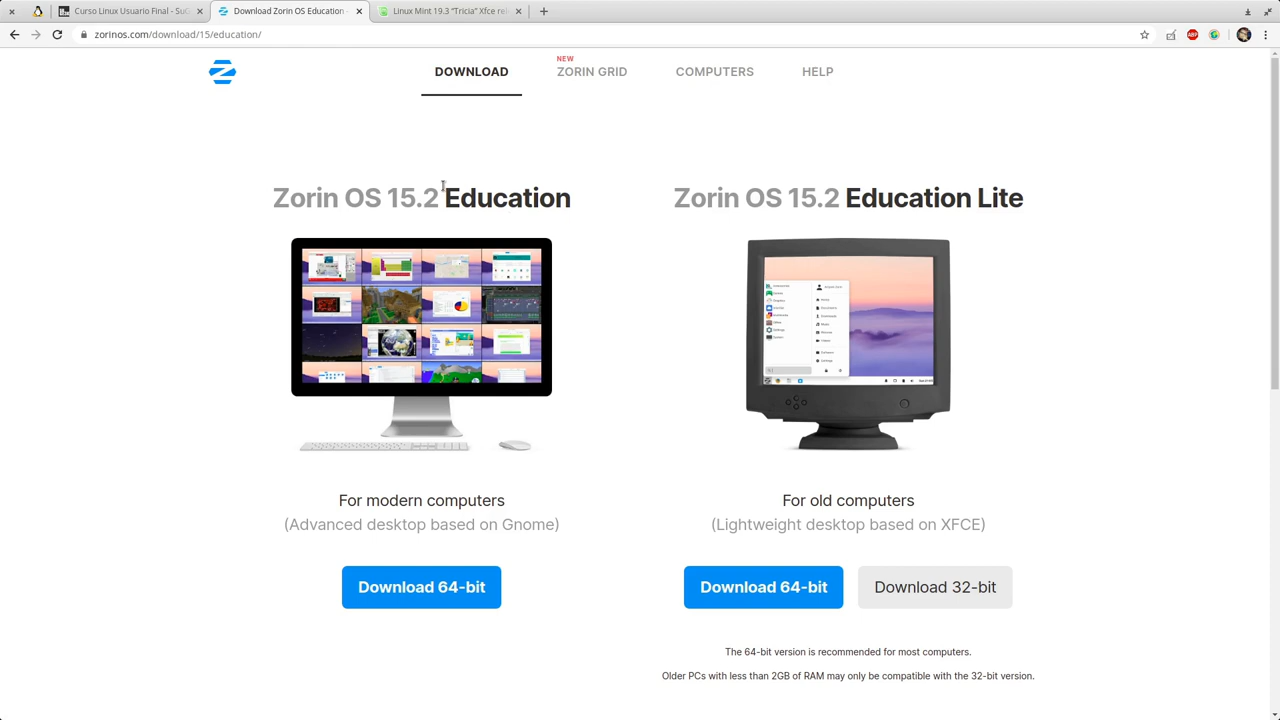 Curso Linux Usuario Final - SuG
Download Zorin OS Education -
Linux Mint 19.3 "Tricia" Xfce rel
zorinos.com/download/15/education/
ABP
DOWNLOAD
NEW
ZORIN GRID
COMPUTERS
HELP
Zorin OS 15.2 Education
Zorin OS 15.2 Education Lite
For modern computers
(Advanced desktop based on Gnome)
For old computers
(Lightweight desktop based on XFCE)
Download 64-bit
Download 64-bit
Download 32-bit
The 64-bit version is recommended for most computers.
Older PCs with less than 2GB of RAM may only be compatible with the 32-bit version.